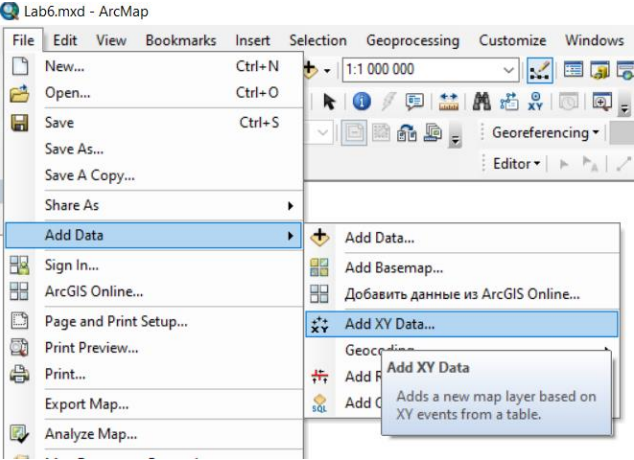 Lab6.mxd - ArcMap
File Edit View Bookmarks Insert Selection Geoprocessing Customize Windows
New... Ctrl+N
1:1 000 000
Open... Ctrl+O
Save Ctrl+S
Georeferencing
Save As...
Editor
Save A Copy...
Share As
Add Data
Add Data...
Sign In...
Add Basemap...
ArcGIS Online...
Добавить данные из ArcGIS Online...
Page and Print Setup...
Add XY Data...
Print Preview...
Geocoding
Print...
Add
Add XY Data
Adds a new map layer based on
XY events from a table.
SQL Add
Export Map...
Analyze Map...